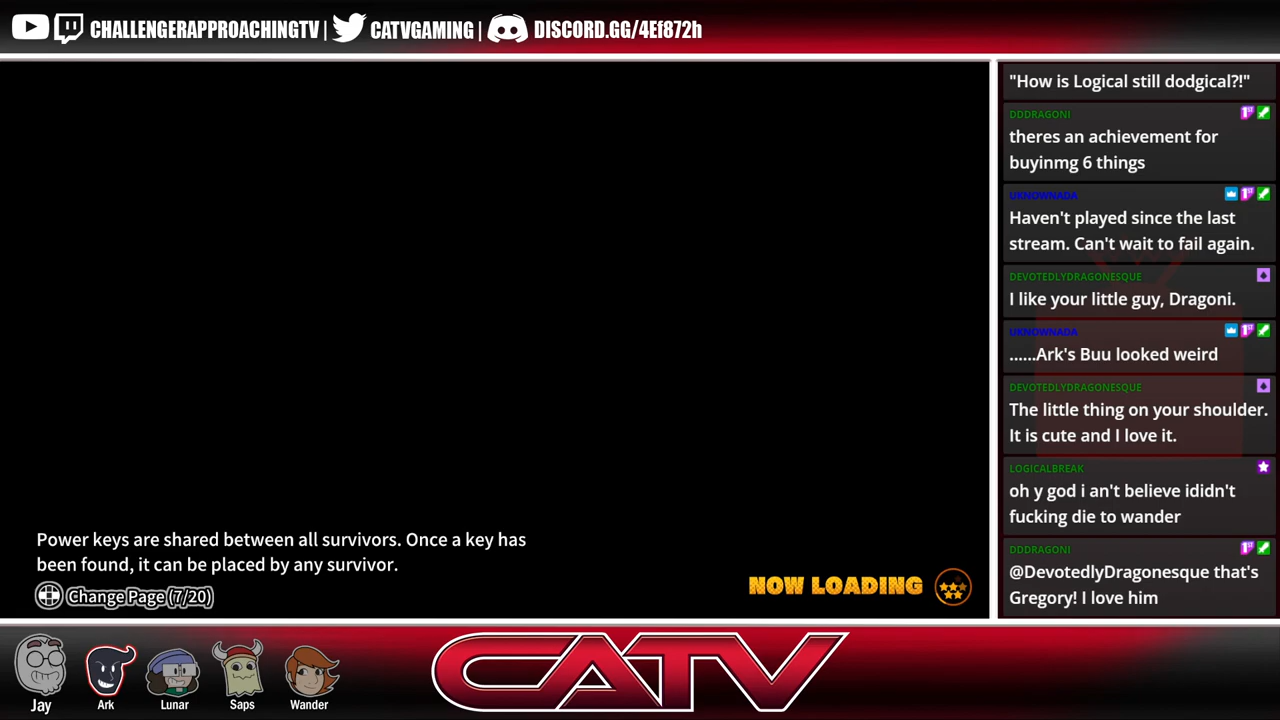 CHALLENGERAPPROACHINGTV | CATVGAMING | DISCORD.GG/4Ef872h
"How is Logical still dodgical?!"
DDDRAGONI
theres an achievement for
buyinmg 6 things
UKNOWNADA
Haven't played since the last
stream. Can't wait to fail again.
DEVOTEDLYDRAGONESQUE
I like your little guy, Dragoni.
UKNOWNADA
......Ark's Buu looked weird
DEVOTEDLYDRAGONESQUE
The little thing on your shoulder.
It is cute and I love it.
LOGICALBREAK
oh y god i an't believe ididn't
fucking die to wander
DDDRAGONI
@DevotedlyDragonesque that's
Gregory! I love him
Power keys are shared between all survivors. Once a key has
been found, it can be placed by any survivor.
Change Page (7/20)
NOW LOADING
Jay
Ark
Lunar
Saps
Wander
CATV